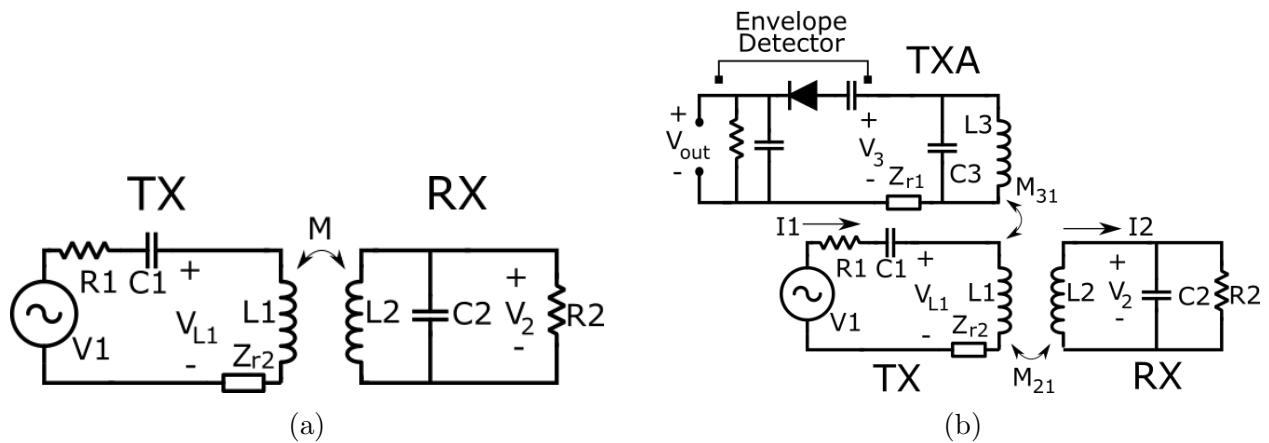 TX
RX
M
R1
C1
+
V1
V_L1
-
L1
Z_r2
L2
C2
+
V_2
-
R2
(a)
Envelope
Detector
TXA
+
V_out
-
+
V_3
-
Z_r1
C3
L3
M_31
I1
R1
C1
+
V1
V_L1
-
L1
Z_r2
TX
M_21
I2
L2
+
V_2
-
C2
R2
RX
(b)